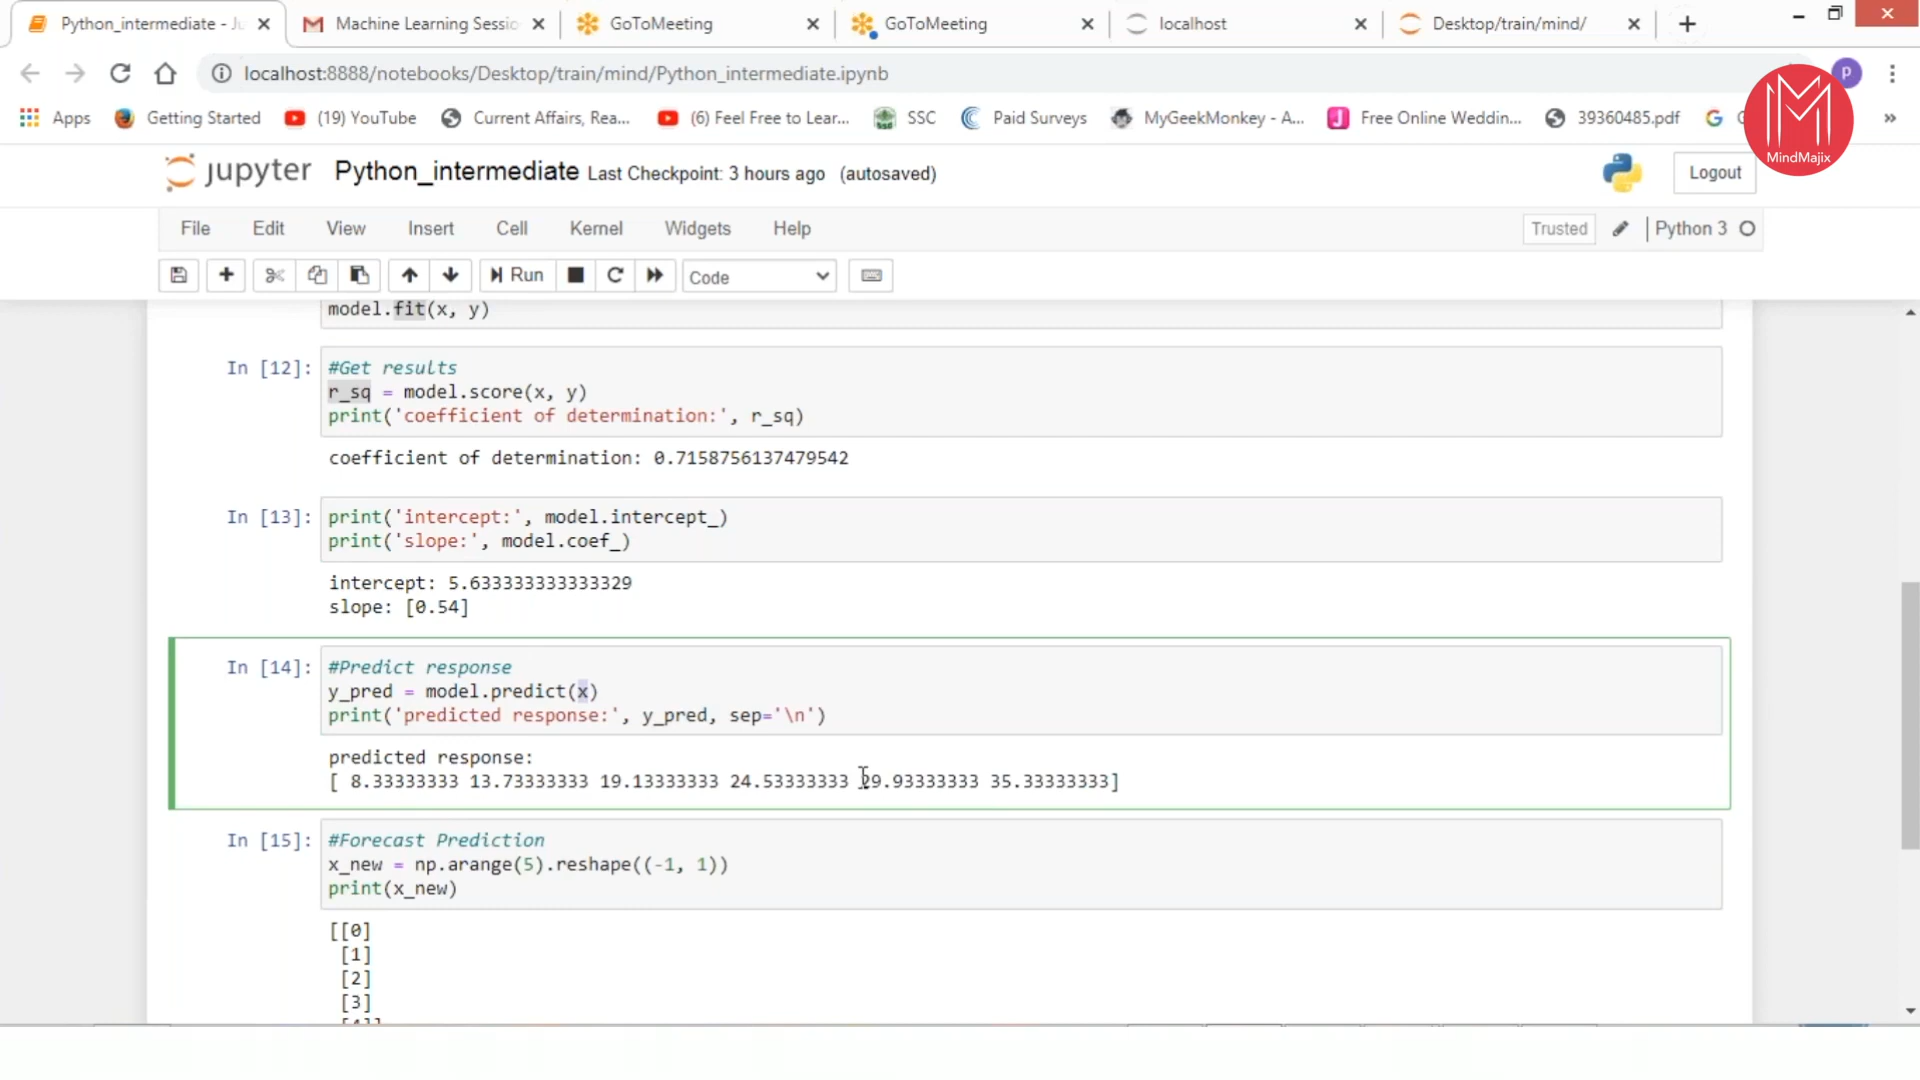 Python_intermediate - Ju
Machine Learning Sessio
GoToMeeting
GoToMeeting
localhost
Desktop/train/mind/
localhost:8888/notebooks/Desktop/train/mind/Python_intermediate.ipynb
P
Apps
Getting Started
(19) YouTube
Current Affairs, Rea...
(6) Feel Free to Lear...
SSC
Paid Surveys
MyGeekMonkey - A...
Free Online Weddin...
39360485.pdf
»
MindMajix
jupyter Python_intermediate Last Checkpoint: 3 hours ago (autosaved)
Logout
File Edit View Insert Cell Kernel Widgets Help
Trusted
Python 3
Run
Code
model.fit(x, y)
In [12]: #Get results
r_sq = model.score(x, y)
print('coefficient of determination:', r_sq)
coefficient of determination: 0.7158756137479542
In [13]: print('intercept:', model.intercept_)
print('slope:', model.coef_)
intercept: 5.633333333333329
slope: [0.54]
In [14]: #Predict response
y_pred = model.predict(x)
print('predicted response:', y_pred, sep='\n')
predicted response:
[ 8.33333333 13.73333333 19.13333333 24.53333333 29.93333333 35.33333333]
In [15]: #Forecast Prediction
x_new = np.arange(5).reshape((-1, 1))
print(x_new)
[[0]
[1]
[2]
[3]